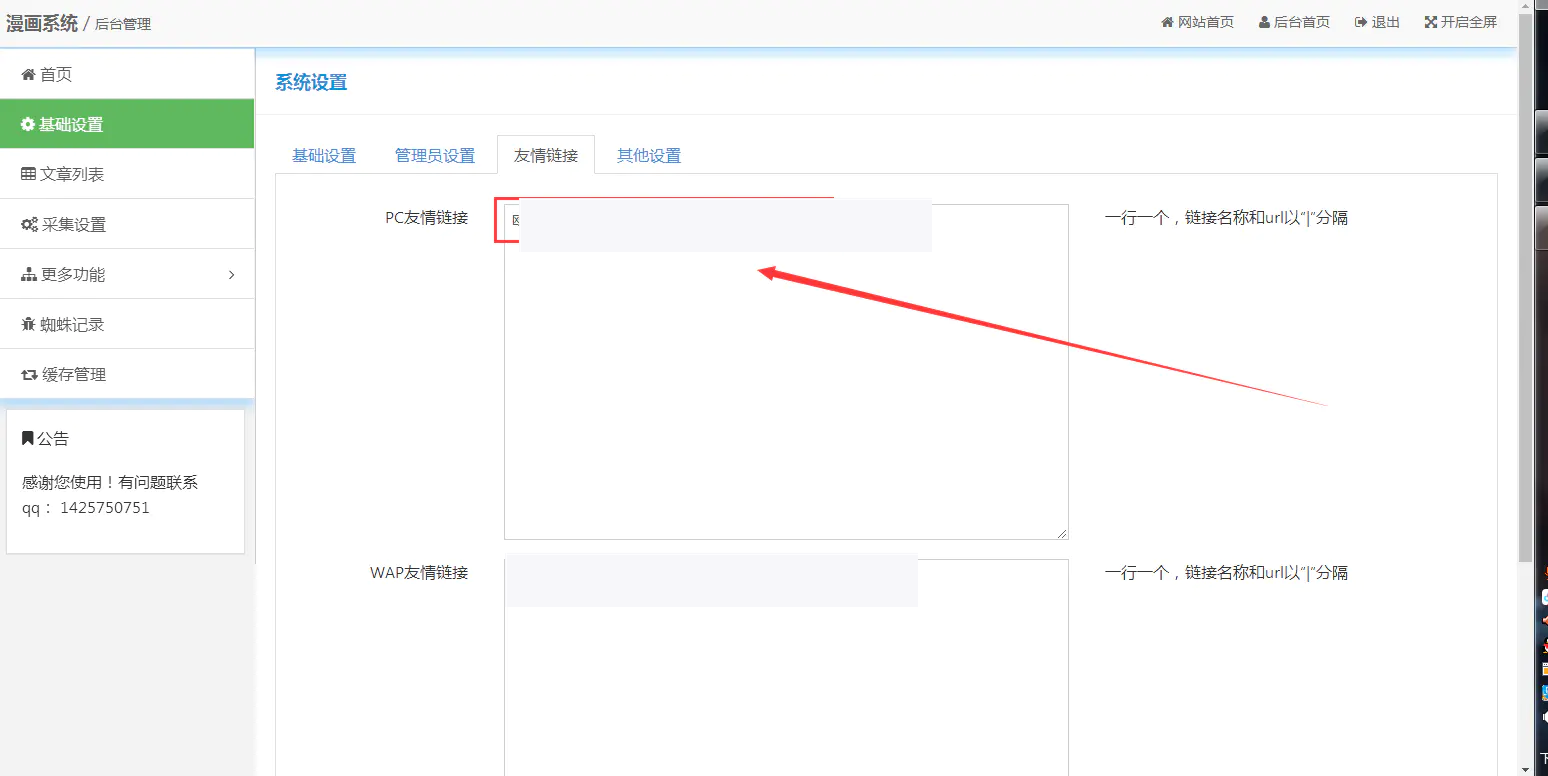 漫画系统 / 后台管理
网站首页 后台首页 退出 开启全屏
首页
基础设置
文章列表
采集设置
更多功能
蜘蛛记录
缓存管理
公告
感谢您使用！有问题联系
qq： 1425750751
系统设置
基础设置 管理员设置 友情链接 其他设置
PC友情链接
一行一个，链接名称和url以“|”分隔
WAP友情链接
一行一个，链接名称和url以“|”分隔